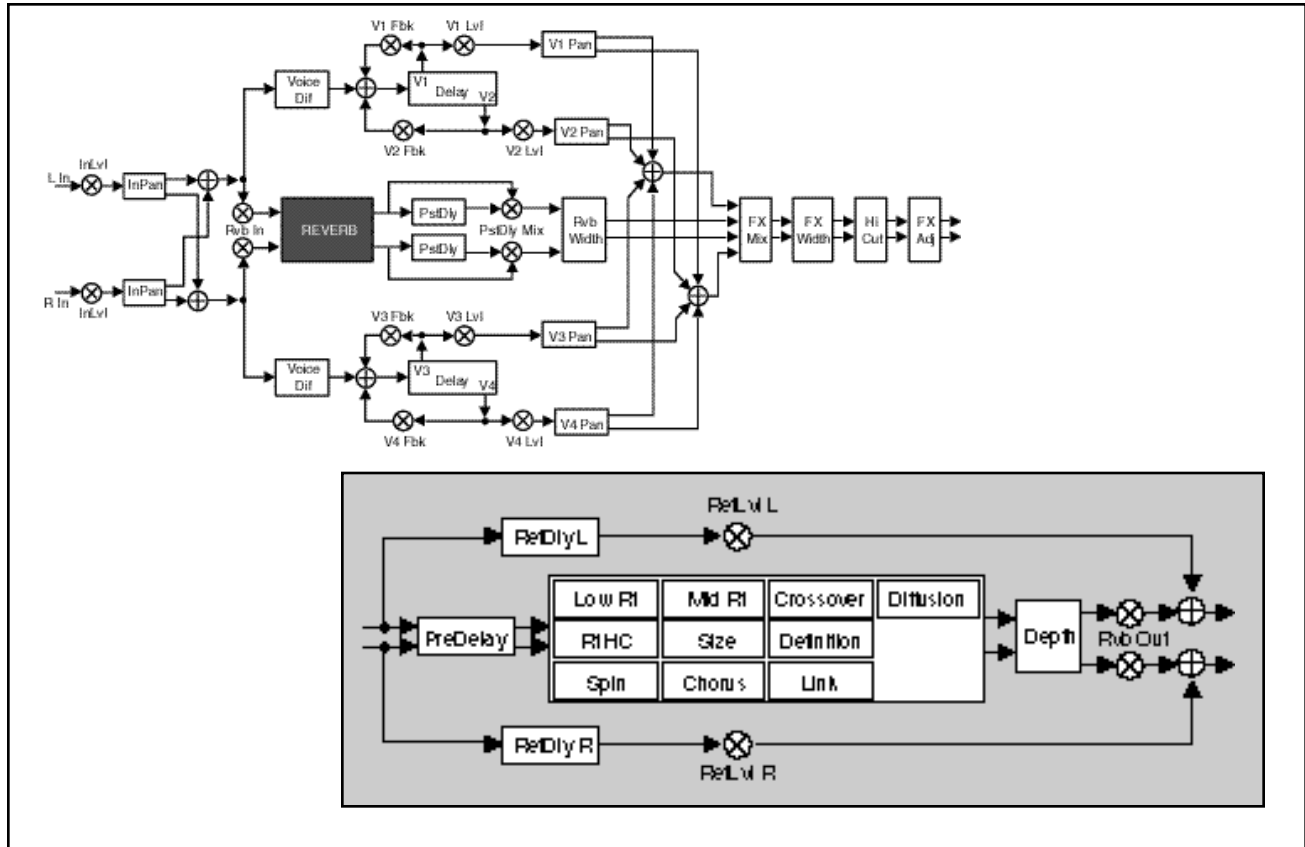 V1 Fbk
V1 Lvl
V1 Pan
Voice
Dif
V1
Delay
V2
V2 Pan
V2 Fbk
V2 Lvl
InLvl
L In
InPan
Rvb In
REVERB
PstDly
PstDly
PstDly Mix
Rvb
Width
FX
Mix
FX
Width
Hi
Cut
FX
Adj
InPan
R In
InLvl
V3 Fbk
V3 Lvl
V3 Pan
Voice
Dif
V3
Delay
V4
V4 Pan
V4 Fbk
V4 Lvl
RefLvl L
RefDly L
Low Rt
Mid Rt
Crossover
Diffusion
PreDelay
RtHC
Size
Definition
Depth
Rvb Out
Spin
Chorus
Link
RefDly R
RefLvl R